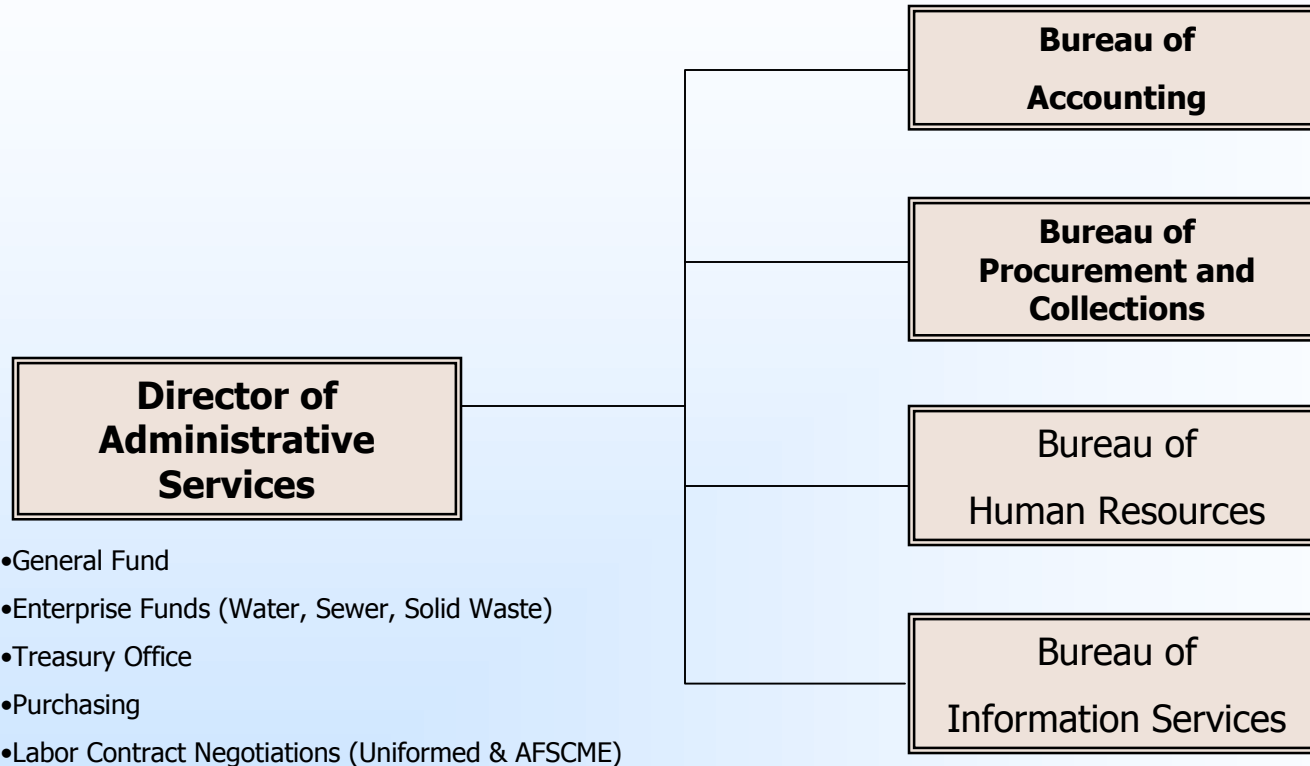 Bureau of
Accounting
Bureau of
Procurement and
Collections
Director of
Administrative
Services
Bureau of
Human Resources
•General Fund
•Enterprise Funds (Water, Sewer, Solid Waste)
•Treasury Office
•Purchasing
•Labor Contract Negotiations (Uniformed & AFSCME)
Bureau of
Information Services